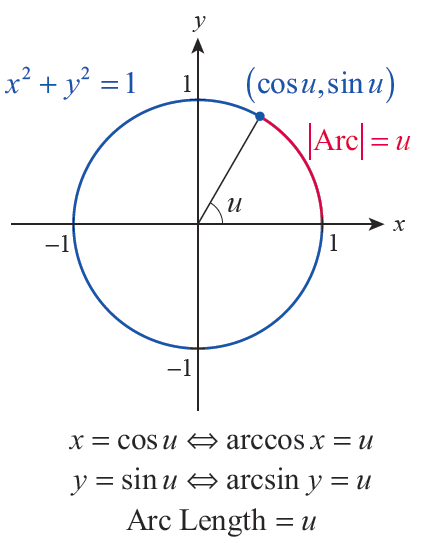 y
x² + y² = 1
1
(cos u, sin u)
|Arc| = u
u
x
−1
1
−1
x = cos u ⇔ arccos x = u
y = sin u ⇔ arcsin y = u
Arc Length = u